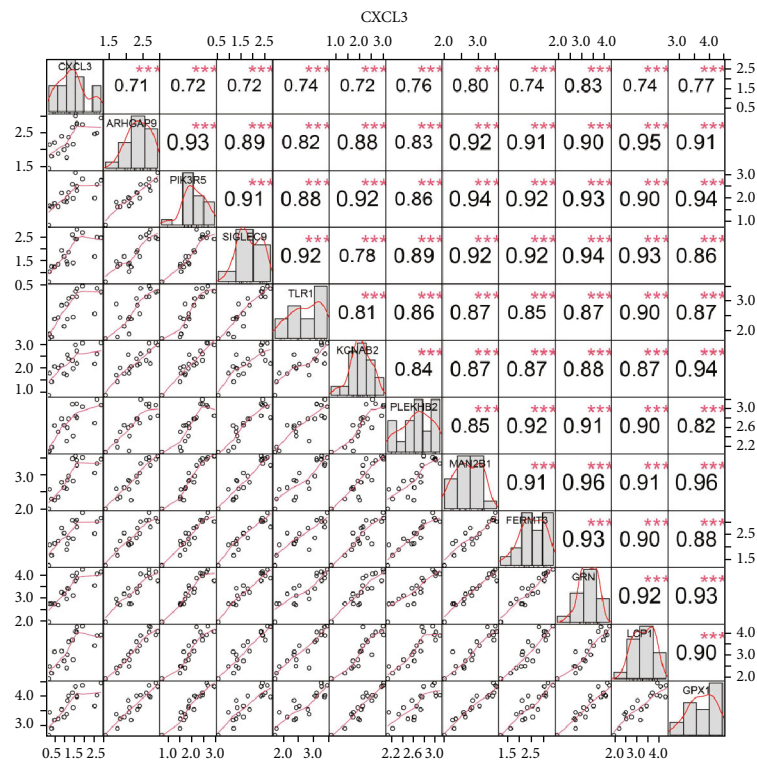 CXCL3
1.5 2.5 0.5 1.5 2.5 1.0 2.0 3.0 2.0 3.0 2.0 3.0 4.0 3.0 4.0
CXCL3 0.71 *** 0.72 *** 0.72 *** 0.74 *** 0.72 *** 0.76 *** 0.80 *** 0.74 *** 0.83 *** 0.74 *** 0.77 *** 2.5 1.5 0.5
2.5 1.5 ARHGAP9 0.93 *** 0.89 *** 0.82 *** 0.88 *** 0.83 *** 0.92 *** 0.91 *** 0.90 *** 0.95 *** 0.91 ***
PIK3R5 0.91 *** 0.88 *** 0.92 *** 0.86 *** 0.94 *** 0.92 *** 0.93 *** 0.90 *** 0.94 *** 3.0 2.0 1.0
2.5 1.5 0.5 SIGLEC9 0.92 *** 0.78 *** 0.89 *** 0.92 *** 0.92 *** 0.94 *** 0.93 *** 0.86 ***
TLR1 0.81 *** 0.86 *** 0.87 *** 0.85 *** 0.87 *** 0.90 *** 0.87 *** 3.0 2.0
3.0 2.0 1.0 KCNAB2 0.84 *** 0.87 *** 0.87 *** 0.88 *** 0.87 *** 0.94 ***
PLEKHB2 0.85 *** 0.92 *** 0.91 *** 0.90 *** 0.82 *** 3.0 2.6 2.2
3.0 2.0 MAN2B1 0.91 *** 0.96 *** 0.91 *** 0.96 ***
FERMT3 0.93 *** 0.90 *** 0.88 *** 2.5 1.5
4.0 3.0 2.0 GRN 0.92 *** 0.93 ***
LCP1 0.90 *** 4.0 3.0 2.0
4.0 3.0 GPX1
0.5 1.5 2.5 1.0 2.0 3.0 2.0 3.0 2.2 2.6 3.0 1.5 2.5 2.0 3.0 4.0